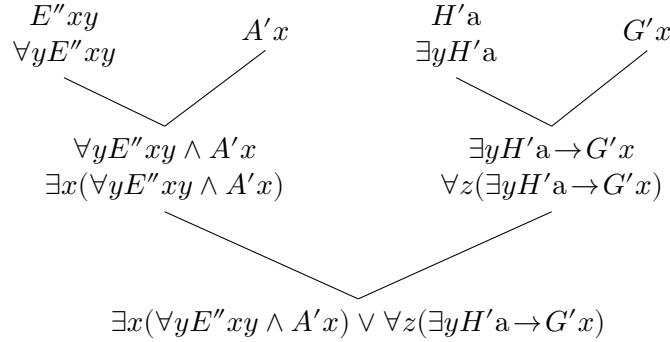 E″xy
∀yE″xy
A′x
H′a
∃yH′a
G′x
∀yE″xy ∧ A′x
∃x(∀yE″xy ∧ A′x)
∃yH′a→G′x
∀z(∃yH′a→G′x)
∃x(∀yE″xy ∧ A′x) ∨ ∀z(∃yH′a→G′x)